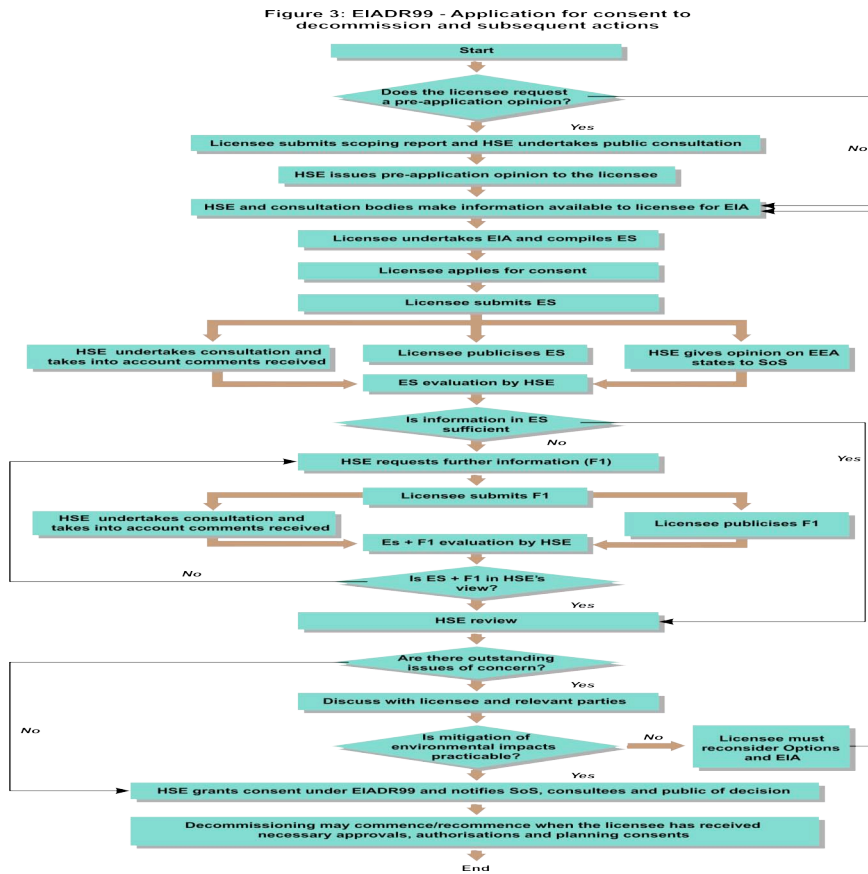 Figure 3: EIADR99 - Application for consent to
decommission and subsequent actions
Start
Does the licensee request
a pre-application opinion?
Yes
No
Licensee submits scoping report and HSE undertakes public consultation
HSE issues pre-application opinion to the licensee
HSE and consultation bodies make information available to licensee for EIA
Licensee undertakes EIA and compiles ES
Licensee applies for consent
Licensee submits ES
HSE undertakes consultation and
takes into account comments received
Licensee publicises ES
HSE gives opinion on EEA
states to SoS
ES evaluation by HSE
Is information in ES
sufficient
No
Yes
HSE requests further information (F1)
Licensee submits F1
HSE undertakes consultation and
takes into account comments received
Licensee publicises F1
Es + F1 evaluation by HSE
No
Is ES + F1 in HSE's
view?
Yes
HSE review
Are there outstanding
issues of concern?
Yes
No
Discuss with licensee and relevant parties
Is mitigation of
environmental impacts
practicable?
No
Licensee must
reconsider Options
and EIA
Yes
HSE grants consent under EIADR99 and notifies SoS, consultees and public of decision
Decommissioning may commence/recommence when the licensee has received
necessary approvals, authorisations and planning consents
End